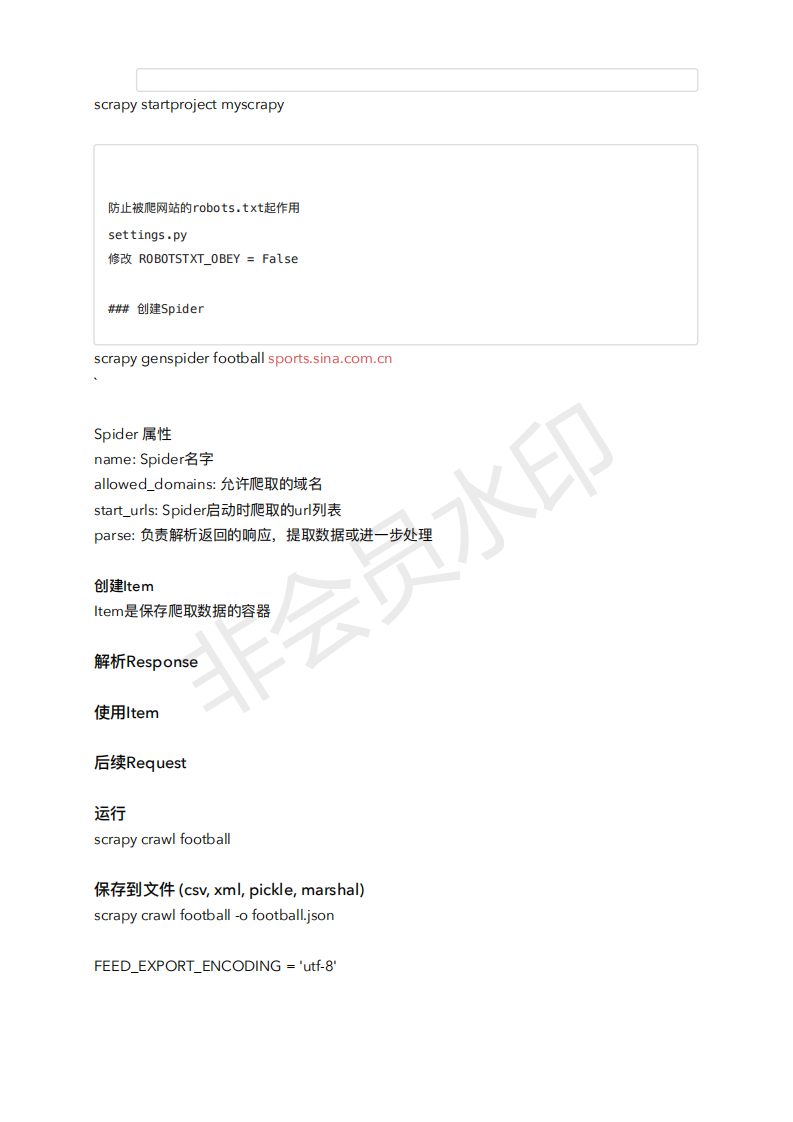 scrapy startproject myscrapy
防止被爬网站的robots.txt起作用
settings.py
修改 ROBOTSTXT_OBEY = False
### 创建Spider
scrapy genspider football sports.sina.com.cn
`
Spider 属性
name: Spider名字
allowed_domains: 允许爬取的域名
start_urls: Spider启动时爬取的url列表
parse: 负责解析返回的响应，提取数据或进一步处理
创建Item
Item是保存爬取数据的容器
解析Response
使用Item
后续Request
运行
scrapy crawl football
保存到文件 (csv, xml, pickle, marshal)
scrapy crawl football -o football.json
FEED_EXPORT_ENCODING = 'utf-8'
非会员水印